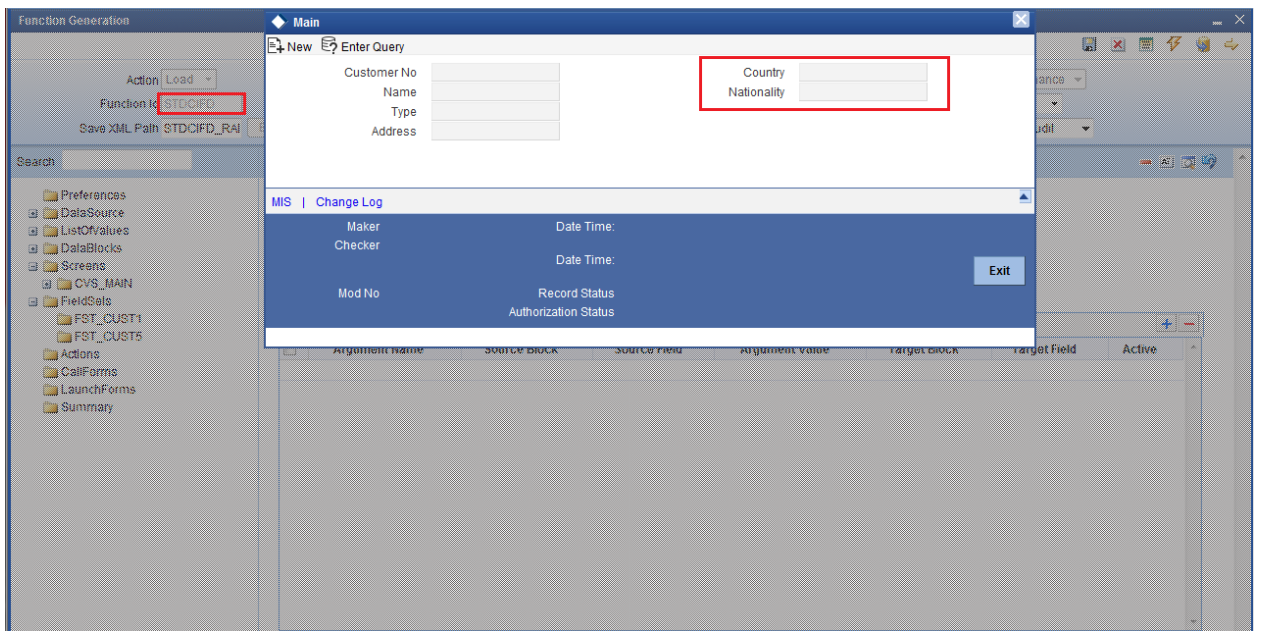 Function Generation
Main
New Enter Query
Customer No
Country
Name
Nationality
Type
Address
Action Load
ance
Function Id STDCIFD
Save XML Path STDCIFD_RAI
udit
Search
Preferences
DataSource
ListOfValues
DataBlocks
Screens
CVS_MAIN
FieldSets
FST_CUST1
FST_CUST5
Actions
CallForms
LaunchForms
Summary
MIS | Change Log
Maker Date Time:
Checker
Date Time:
Exit
Mod No Record Status
Authorization Status
Argument Name Source Block Source Field Argument Value Target Block Target Field Active